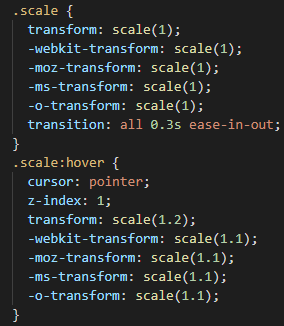 .scale {
  transform: scale(1);
  -webkit-transform: scale(1);
  -moz-transform: scale(1);
  -ms-transform: scale(1);
  -o-transform: scale(1);
  transition: all 0.3s ease-in-out;
}
.scale:hover {
  cursor: pointer;
  z-index: 1;
  transform: scale(1.2);
  -webkit-transform: scale(1.1);
  -moz-transform: scale(1.1);
  -ms-transform: scale(1.1);
  -o-transform: scale(1.1);
}